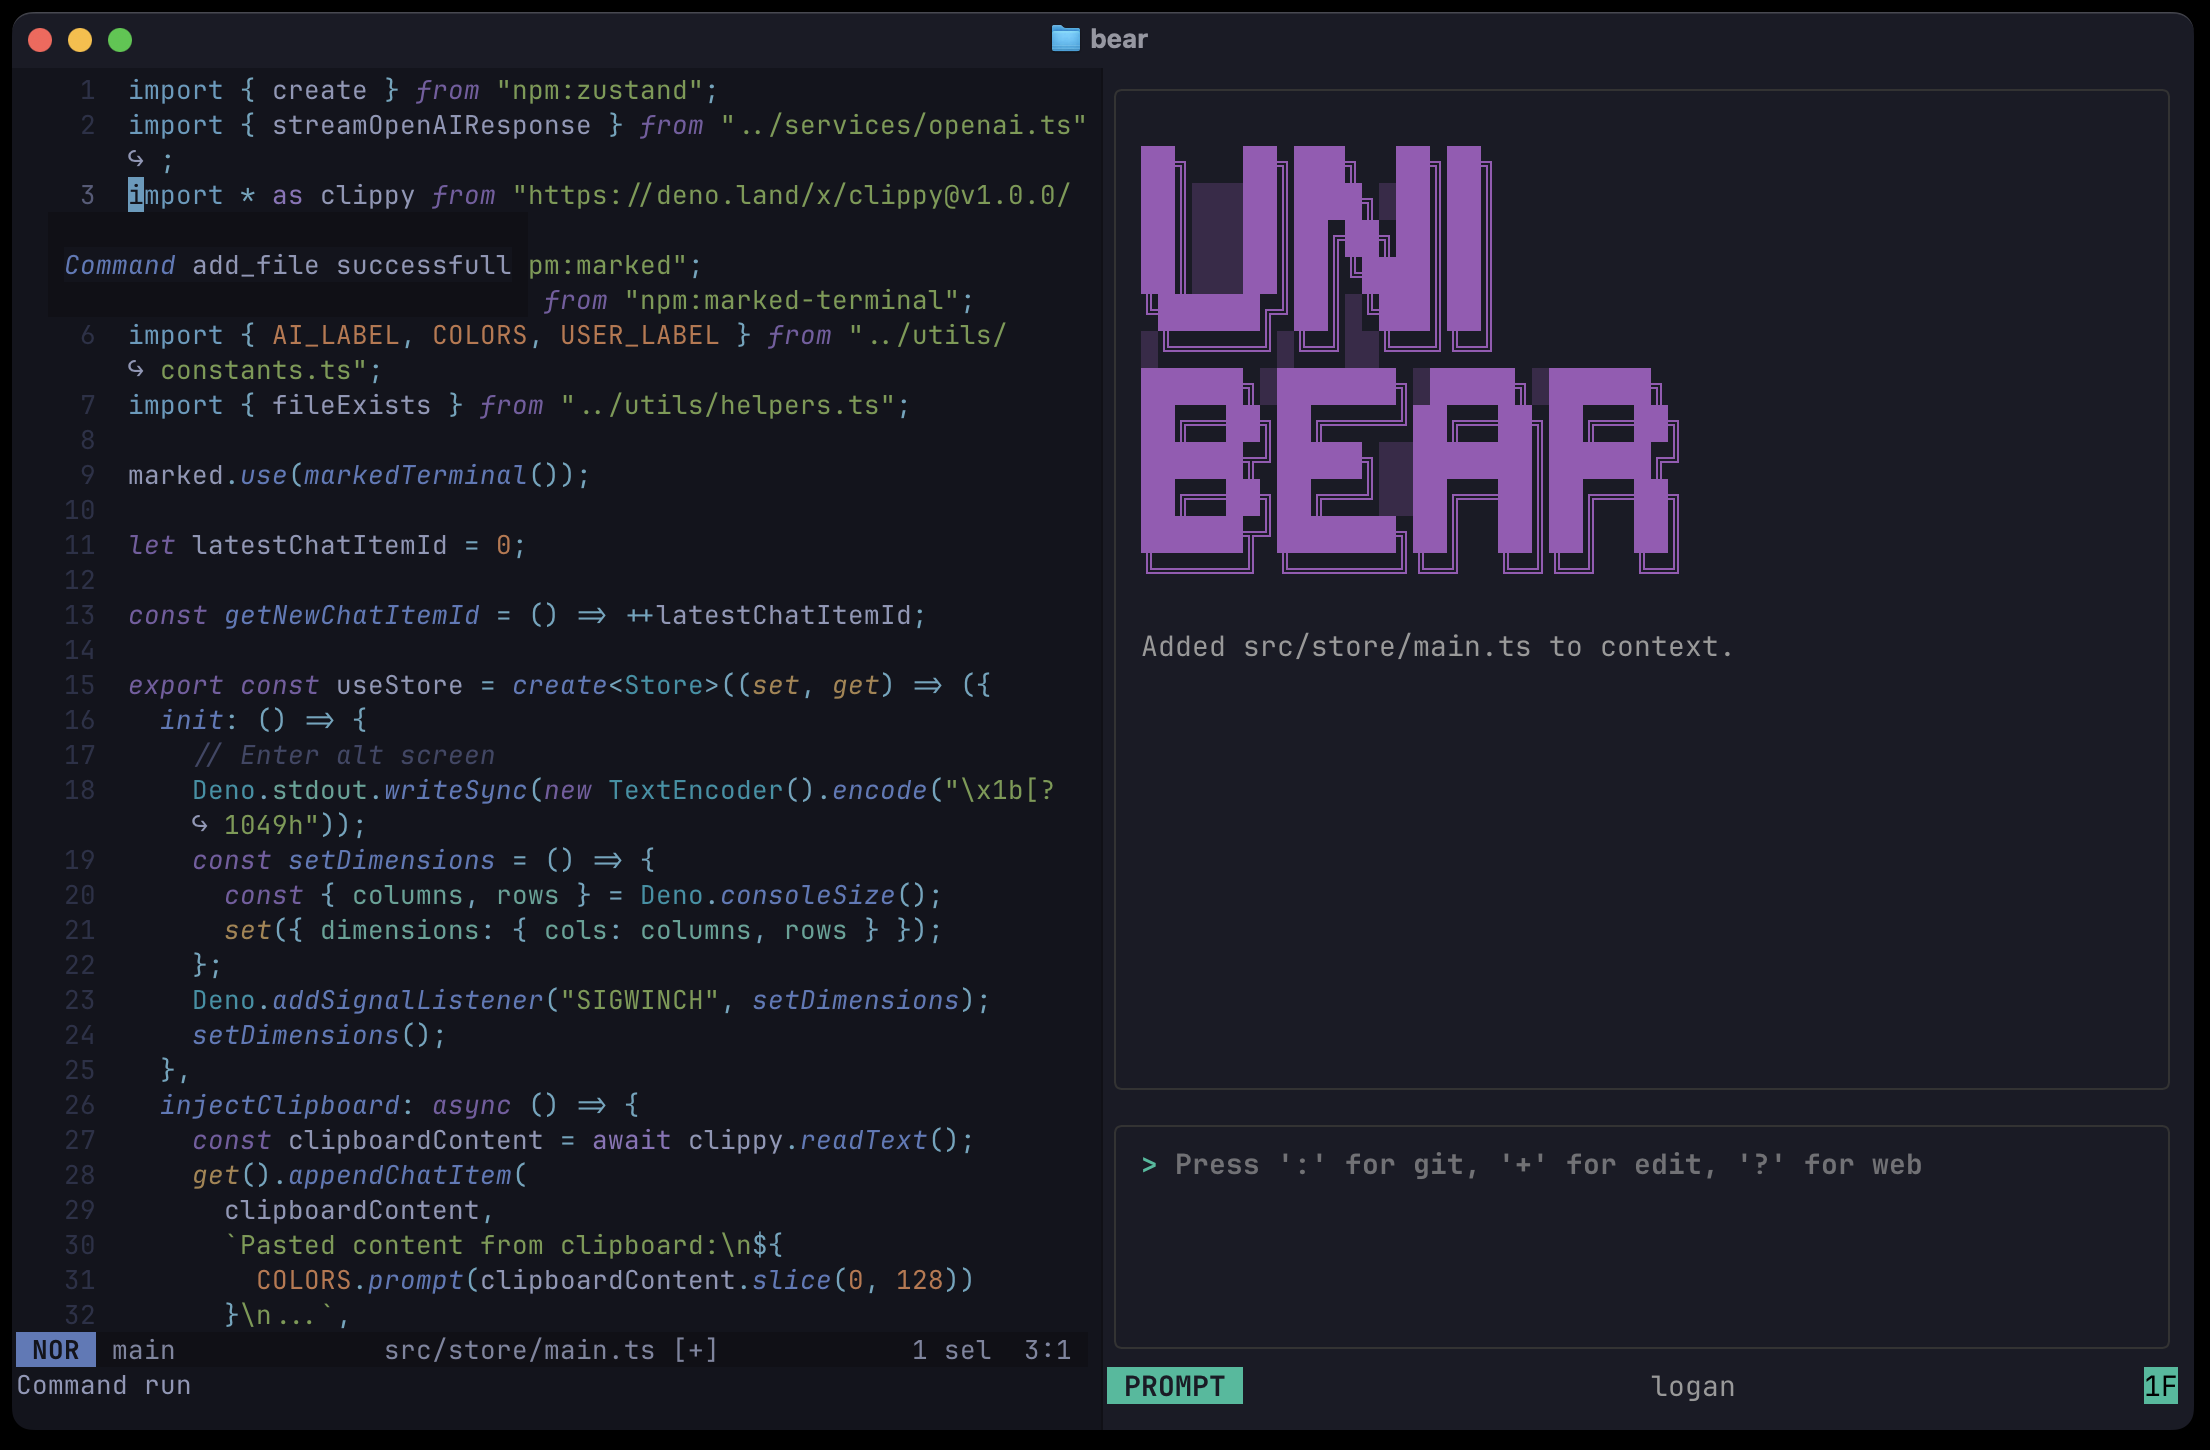 bear
1 import { create } from "npm:zustand";
2 import { streamOpenAIResponse } from "../services/openai.ts"
↪ ;
3 import * as clippy from "https://deno.land/x/clippy@v1.0.0/
Command add_file successfull pm:marked";
from "npm:marked-terminal";
6 import { AI_LABEL, COLORS, USER_LABEL } from "../utils/
↪ constants.ts";
7 import { fileExists } from "../utils/helpers.ts";
8
9 marked.use(markedTerminal());
10
11 let latestChatItemId = 0;
12
13 const getNewChatItemId = () => ++latestChatItemId;
14
15 export const useStore = create<Store>((set, get) => ({
16 init: () => {
17 // Enter alt screen
18 Deno.stdout.writeSync(new TextEncoder().encode("\x1b[?
↪ 1049h"));
19 const setDimensions = () => {
20 const { columns, rows } = Deno.consoleSize();
21 set({ dimensions: { cols: columns, rows } });
22 };
23 Deno.addSignalListener("SIGWINCH", setDimensions);
24 setDimensions();
25 },
26 injectClipboard: async () => {
27 const clipboardContent = await clippy.readText();
28 get().appendChatItem(
29 clipboardContent,
30 `Pasted content from clipboard:\n${
31 COLORS.prompt(clipboardContent.slice(0, 128))
32 }\n...`,
NOR main src/store/main.ts [+] 1 sel 3:1
Command run
UNI
BEAR
Added src/store/main.ts to context.
> Press ':' for git, '+' for edit, '?' for web
PROMPT logan 1F